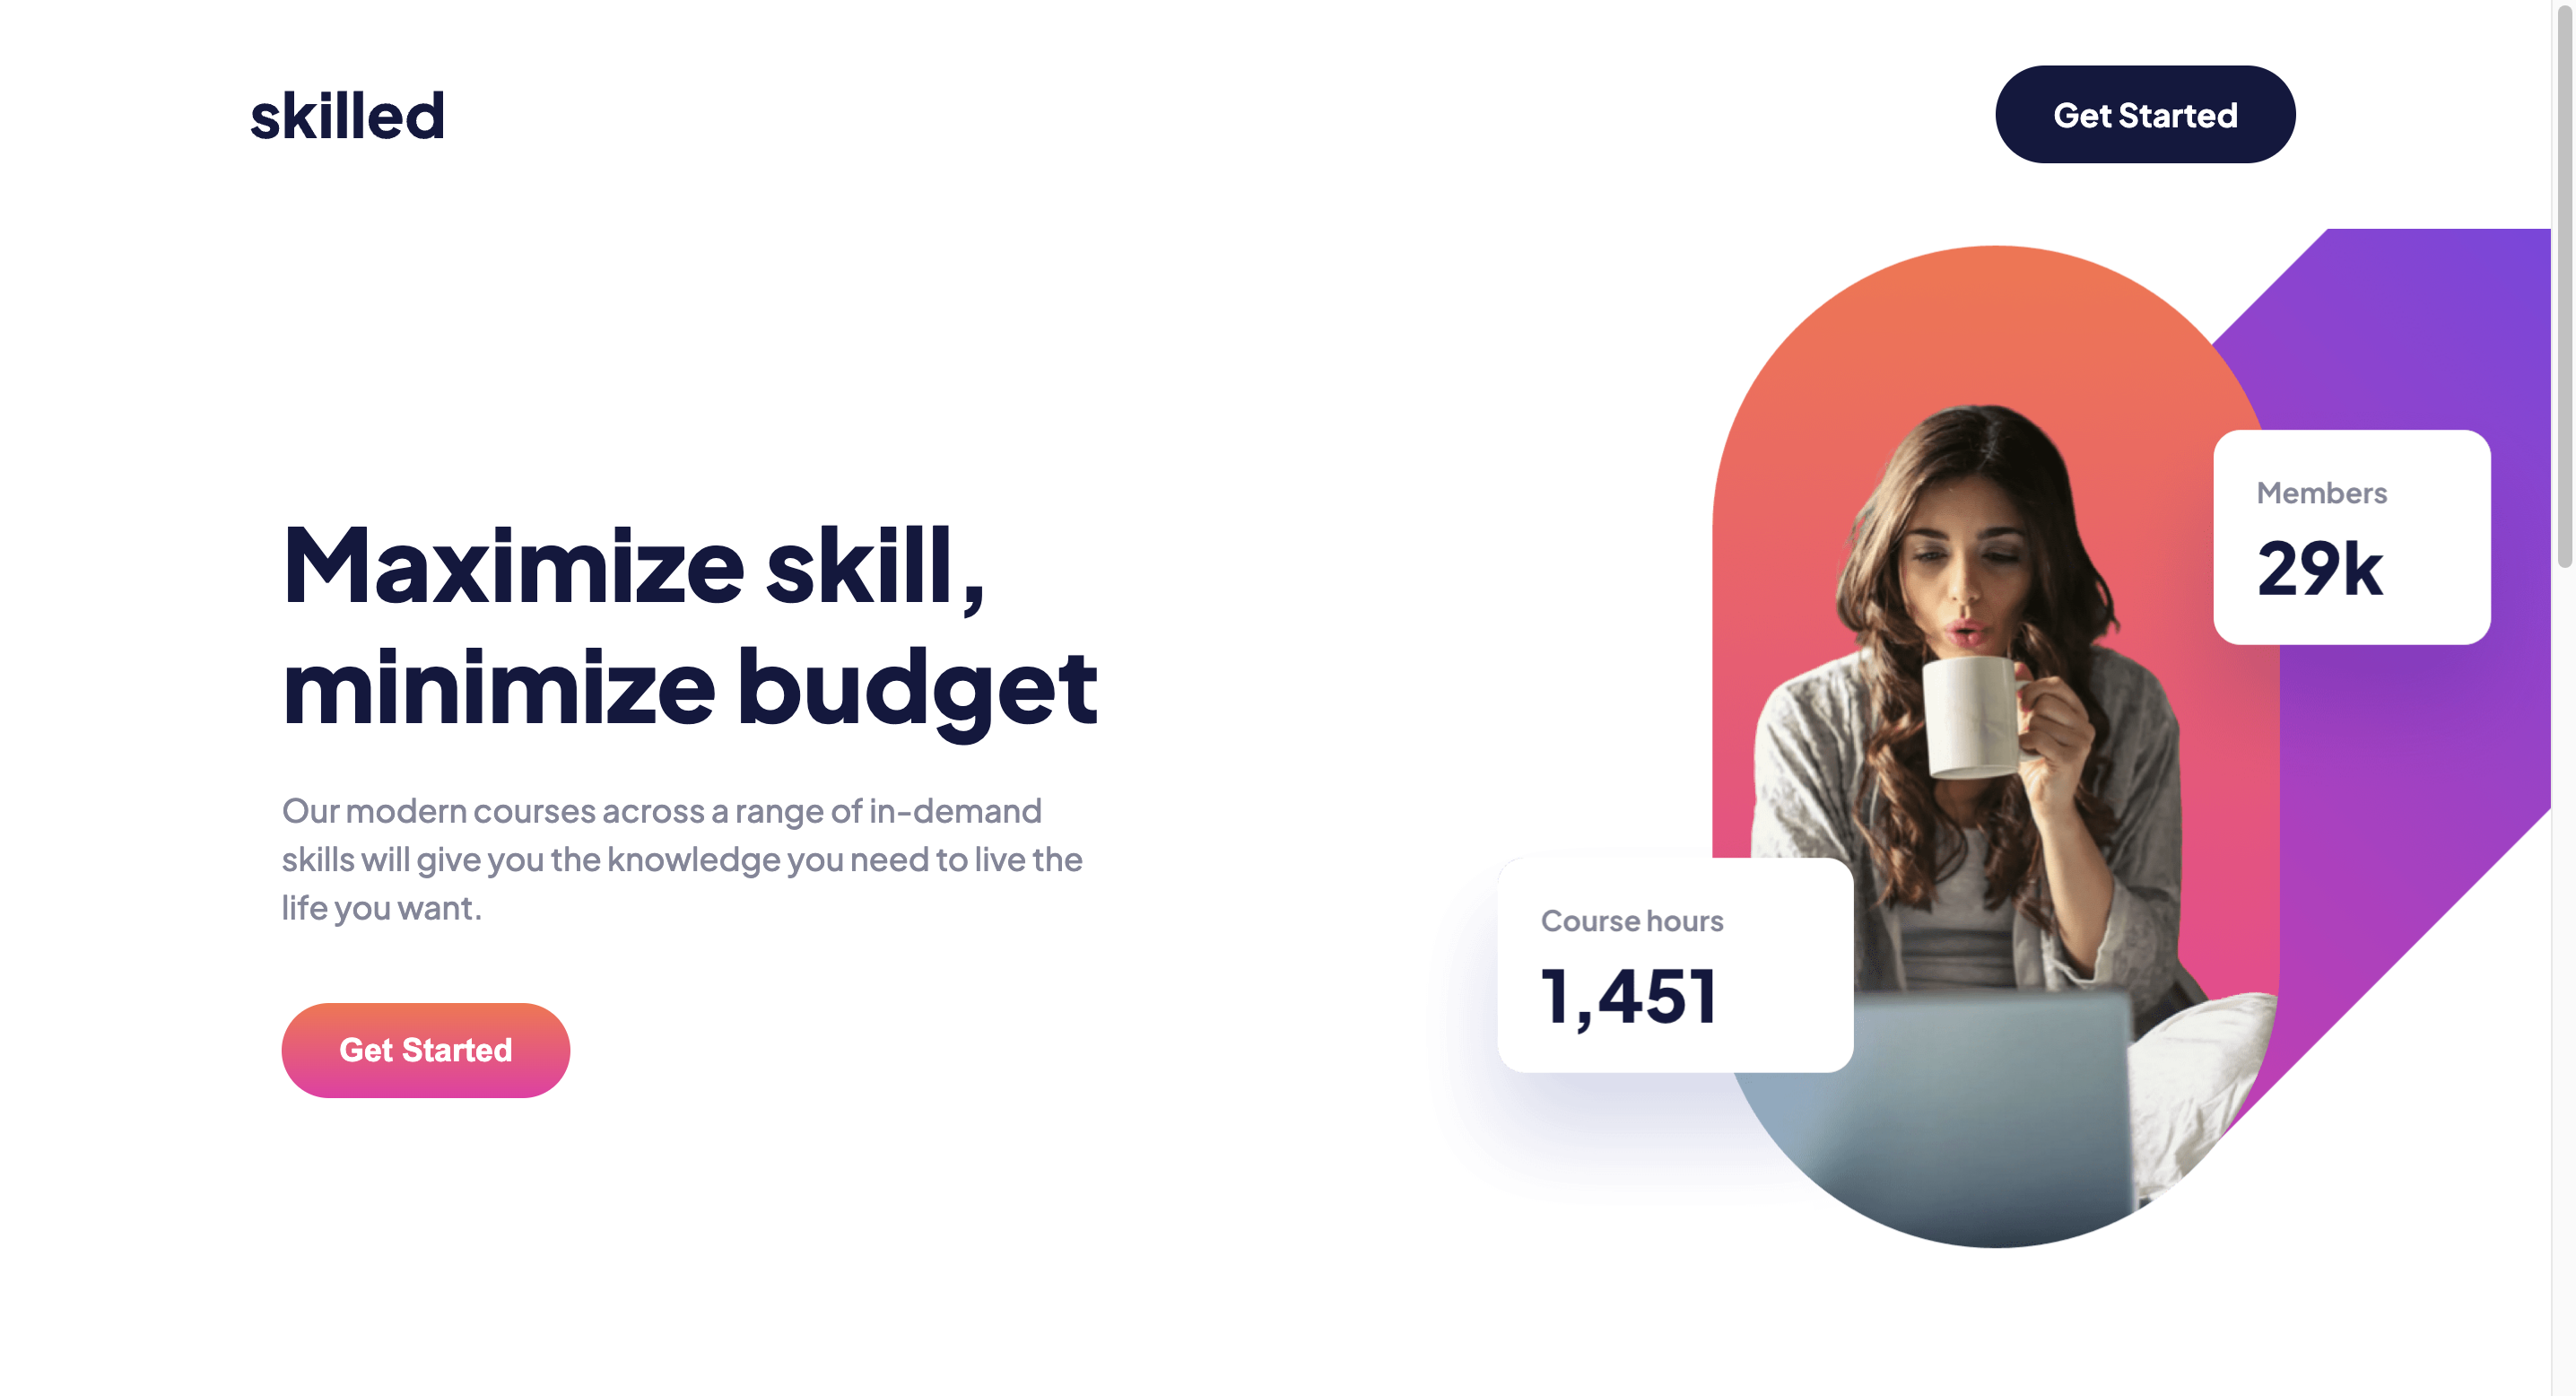 skilled
Get Started
Maximize skill,
minimize budget
Our modern courses across a range of in-demand
skills will give you the knowledge you need to live the
life you want.
Get Started
Members
29k
Course hours
1,451